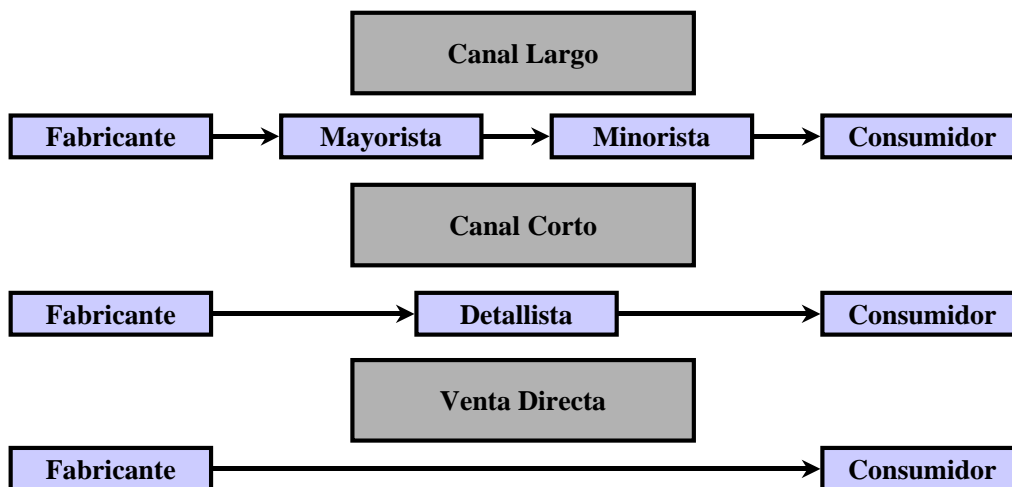 Canal Largo
Fabricante Mayorista Minorista Consumidor
Canal Corto
Fabricante Detallista Consumidor
Venta Directa
Fabricante Consumidor